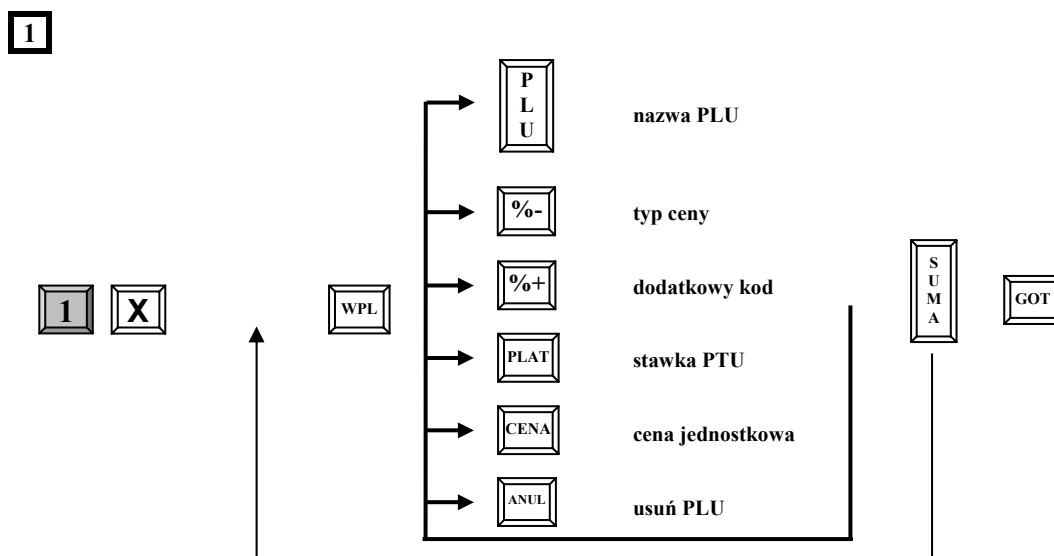 1
P
L
U
nazwa PLU
%-
typ ceny
1
X
WPL
%+
dodatkowy kod
S
U
M
A
GOT
PLAT
stawka PTU
CENA
cena jednostkowa
ANUL
usuń PLU